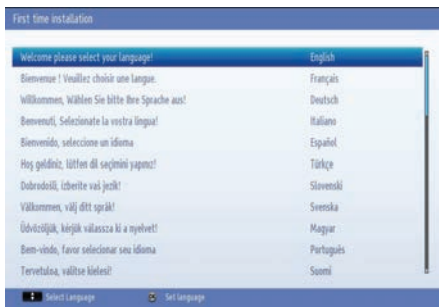 First time installation
Welcome please select your language! English
Bienvenue ! Veuillez choisir une langue. Français
Willkommen, Wählen Sie bitte Ihre Sprache aus! Deutsch
Benvenuti, Selezionate la vostra lingua! Italiano
Bienvenido, seleccione un idioma Español
Hoş geldiniz, lütfen dil seçimini yapınız! Türkçe
Dobrodošli, izberite vaš jezik! Slovenski
Välkommen, välj ditt språk! Svenska
Üdvözöljük, kérjük válassza ki a nyelvet! Magyar
Bem-vindo, favor selecionar seu idioma Português
Tervetuloa, valitse kielesi! Suomi
Select Language Set language